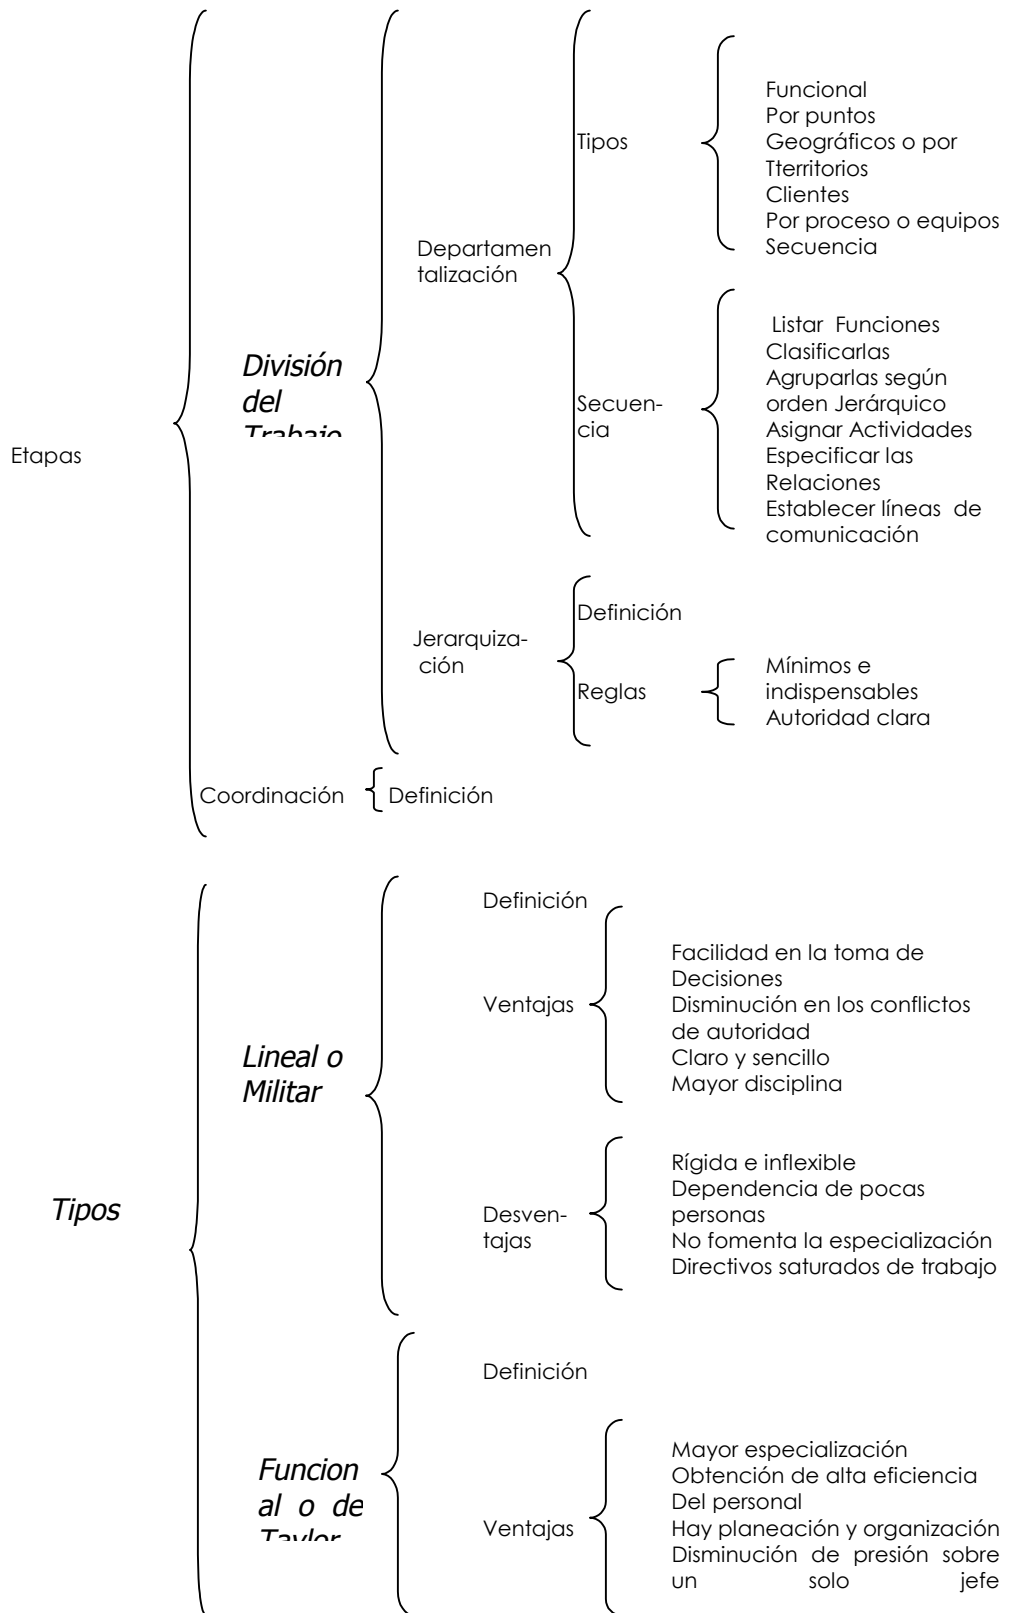 Funcional
Por puntos
Tipos
Geográficos o por
Tterritorios
Clientes
Por proceso o equipos
Departamen
Secuencia
talización
Listar Funciones
División
Clasificarlas
Agruparlas según
del
Secuen-
orden Jerárquico
cia
Asignar Actividades
Trabajo
Etapas
Especificar las
Relaciones
Establecer líneas de
comunicación
Definición
Jerarquiza-
ción
Mínimos e
Reglas
indispensables
Autoridad clara
Coordinación
Definición
Definición
Facilidad en la toma de
Decisiones
Ventajas
Disminución en los conflictos
de autoridad
Lineal o
Claro y sencillo
Militar
Mayor disciplina
Rígida e inflexible
Dependencia de pocas
Tipos
Desven-
personas
tajas
No fomenta la especialización
Directivos saturados de trabajo
Definición
Mayor especialización
Funcion
Obtención de alta eficiencia
al o de
Del personal
Ventajas
Hay planeación y organización
Taylor
Disminución de presión sobre
un solo jefe